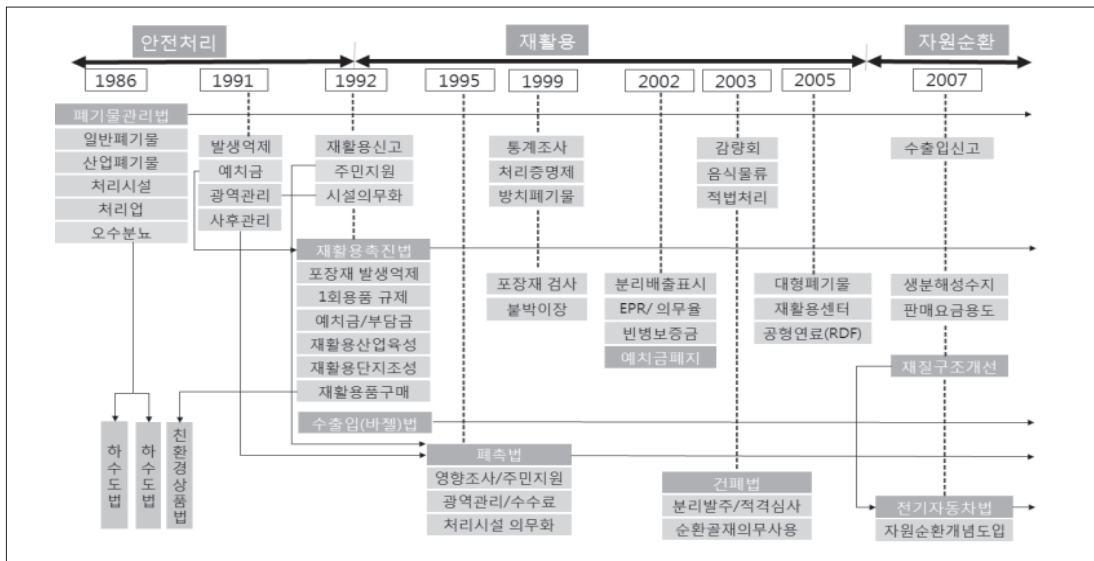 안전처리
재활용
자원순환
1986
1991
1992
1995
1999
2002
2003
2005
2007
폐기물관리법
일반폐기물
산업폐기물
처리시설
처리업
오수분뇨
발생억제
예치금
광역관리
사후관리
재활용신고
주민지원
시설의무화
통계조사
처리증명제
방치폐기물
감량회
음식물류
적법처리
수출입신고
재활용촉진법
포장재 발생억제
1회용품 규제
예치금/부담금
재활용산업육성
재활용단지조성
재활용품구매
포장재 검사
붙박이장
분리배출표시
EPR/ 의무율
빈병보증금
예치금폐지
대형폐기물
재활용센터
공형연료(RDF)
생분해성수지
판매요금용도
재질구조개선
수출입(바젤)법
하수도법
하수도법
친환경상품법
폐촉법
영향조사/주민지원
광역관리/수수료
처리시설 의무화
건폐법
분리발주/적격심사
순환골재의무사용
전기자동차법
자원순환개념도입